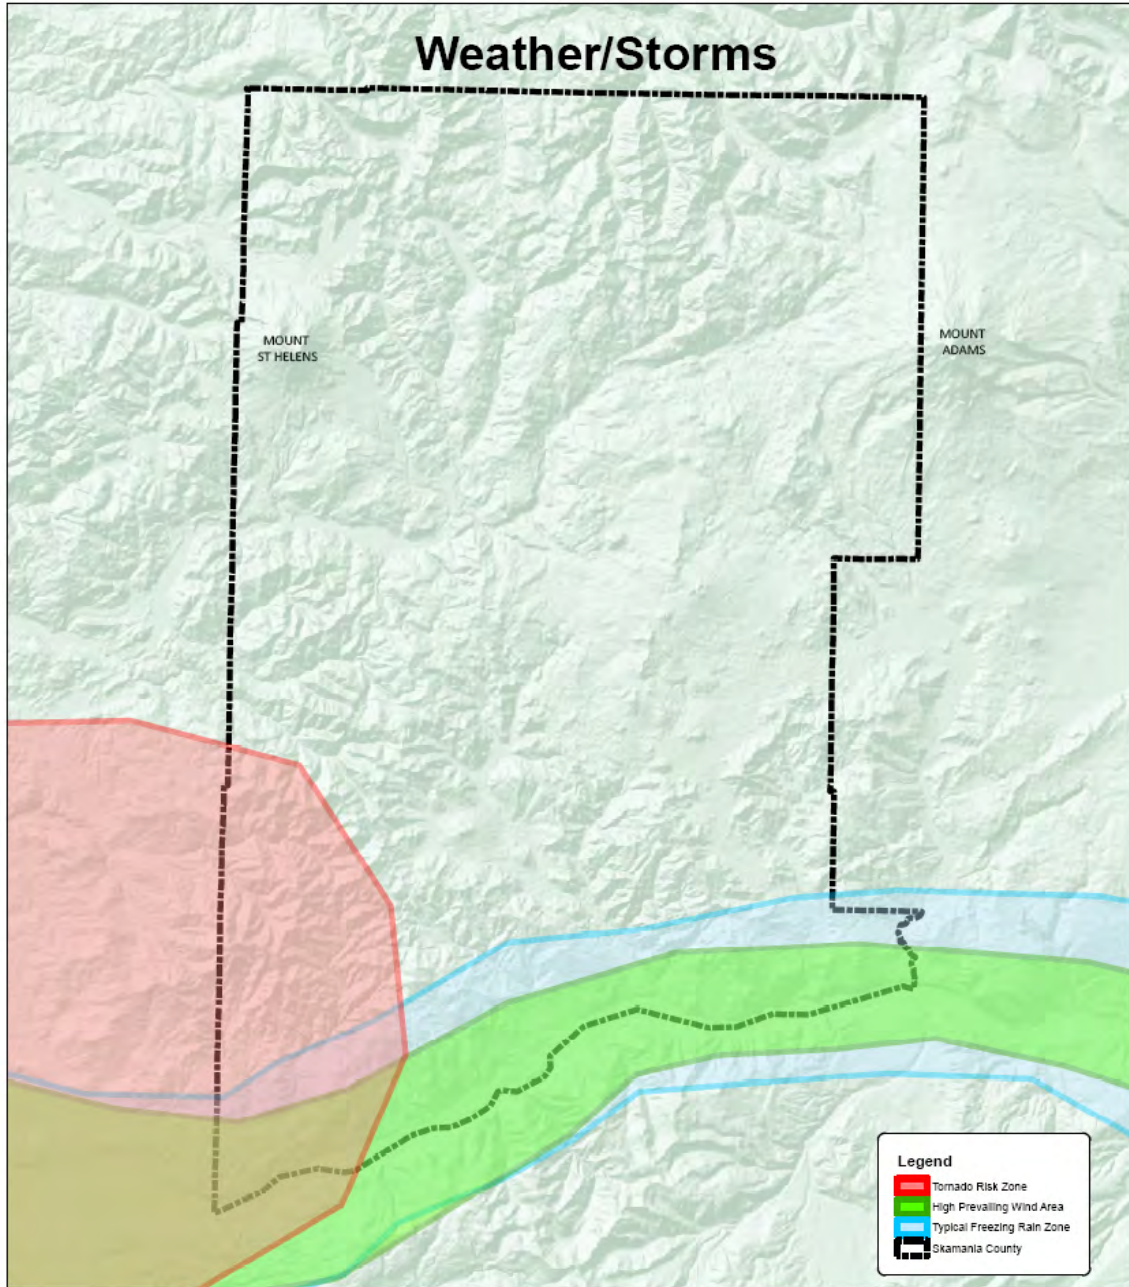 Weather/Storms
MOUNT
ST HELENS
MOUNT
ADAMS
Legend
Tornado Risk Zone
High Prevailing Wind Area
Typical Freezing Rain Zone
Skamania County